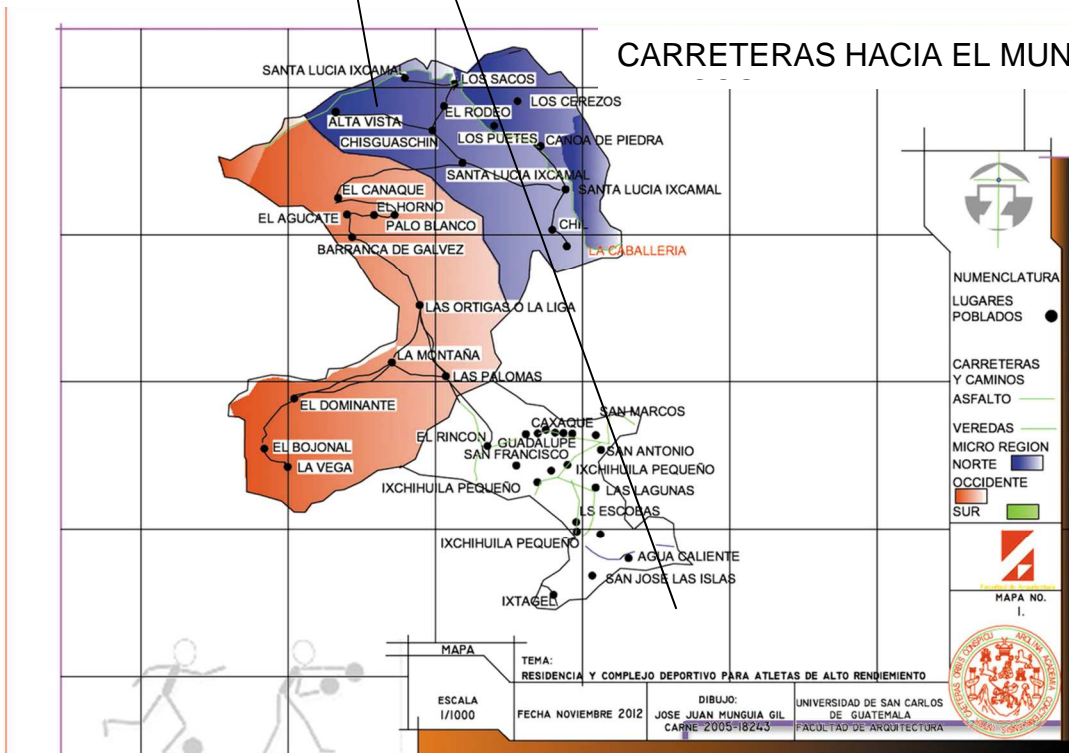 CARRETERAS HACIA EL MUN
SANTA LUCIA IXCAMAL
LOS SACOS
LOS CEREZOS
EL RODEO
ALTA VISTA
LOS PUETES
CHISGUASCHIN
CANOA DE PIEDRA
SANTA LUCIA IXCAMAL
SANTA LUCIA IXCAMAL
EL CANAQUE
EL HORNO
EL AGUCATE
PALO BLANCO
CHIL
BARRANCA DE GALVEZ
LA CABALLERIA
LAS ORTIGAS O LA LIGA
LA MONTAÑA
LAS PALOMAS
EL DOMINANTE
SAN MARCOS
CAXAQUE
EL RINCON
GUADALUPE
EL BOJONAL
SAN ANTONIO
SAN FRANCISCO
LA VEGA
IXCHIHUILA PEQUEÑO
IXCHIHUILA PEQUEÑO
LAS LAGUNAS
LS ESCOBAS
IXCHIHUILA PEQUEÑO
AGUA CALIENTE
SAN JOSE LAS ISLAS
IXTAGEL
NUMENCLATURA
LUGARES
POBLADOS
CARRETERAS
Y CAMINOS
ASFALTO
VEREDAS
MICRO REGION
NORTE
OCCIDENTE
SUR
Facultad de Arquitectura
MAPA NO.
1.
MAPA
ESCALA
1/1000
TEMA:
RESIDENCIA Y COMPLEJO DEPORTIVO PARA ATLETAS DE ALTO RENDIMIENTO
FECHA NOVIEMBRE 2012
DIBUJO:
JOSE JUAN MUNGUIA GIL
CARNE 2005-18243
UNIVERSIDAD DE SAN CARLOS
DE GUATEMALA
FACULTAD DE ARQUITECTURA